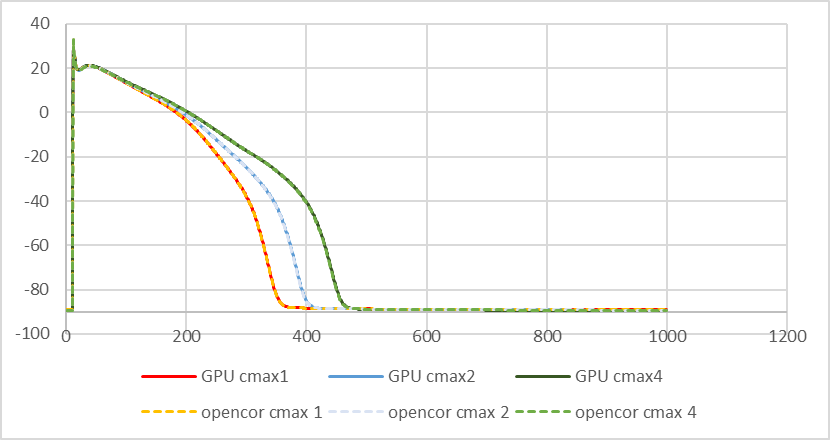 40
20
0
-20
-40
-60
-80
-100
0 200 400 600 800 1000 1200
GPU cmax1 GPU cmax2 GPU cmax4
opencor cmax 1 opencor cmax 2 opencor cmax 4